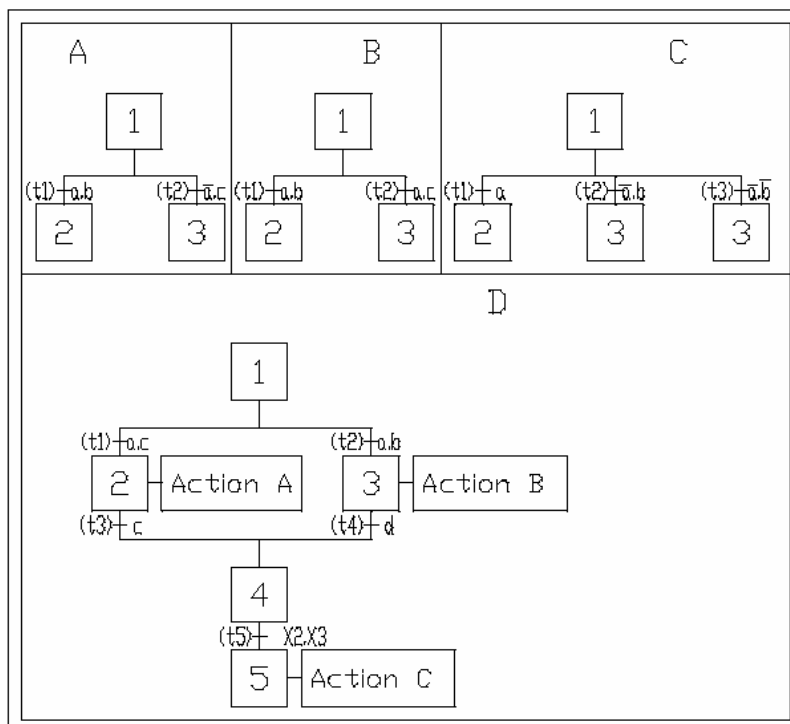 A B C
1 1 1
(t1) a.b (t2) a̅.c (t1) a.b (t2) a.c (t1) a (t2) a̅.b (t3) a̅.b̅
2 3 2 3 2 3 3
D
1
(t1) a.c (t2) a.b
2 Action A 3 Action B
(t3) c (t4) d
4
(t5) X2.X3
5 Action C